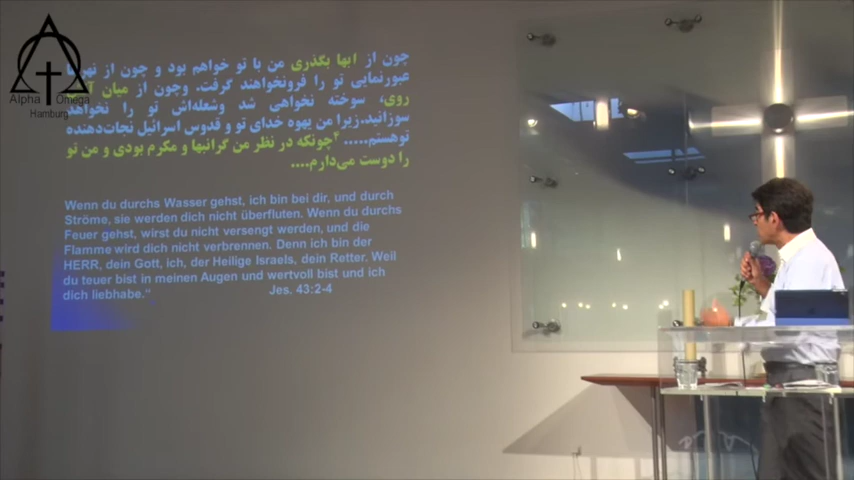 Alpha Omega
Hamburg
چون از آبها بگذری من با تو خواهم بود و چون از نهرها
عبورنمایی تو را فرونخواهند گرفت. وچون از میان
روی، سوخته نخواهی شد وشعله‌اش تو را نخواهد
سوزانید.زیرا من یهوه خدای تو و قدوس اسرائیل نجات‌دهنده
توهستم.....۴چونکه در نظر من گرانبها و مکرم بودی و من تو
را دوست می‌دارم....
Wenn du durchs Wasser gehst, ich bin bei dir, und durch
Ströme, sie werden dich nicht überfluten. Wenn du durchs
Feuer gehst, wirst du nicht versengt werden, und die
Flamme wird dich nicht verbrennen. Denn ich bin der
HERR, dein Gott, ich, der Heilige Israels, dein Retter. Weil
du teuer bist in meinen Augen und wertvoll bist und ich
dich liebhabe.“ Jes. 43:2-4